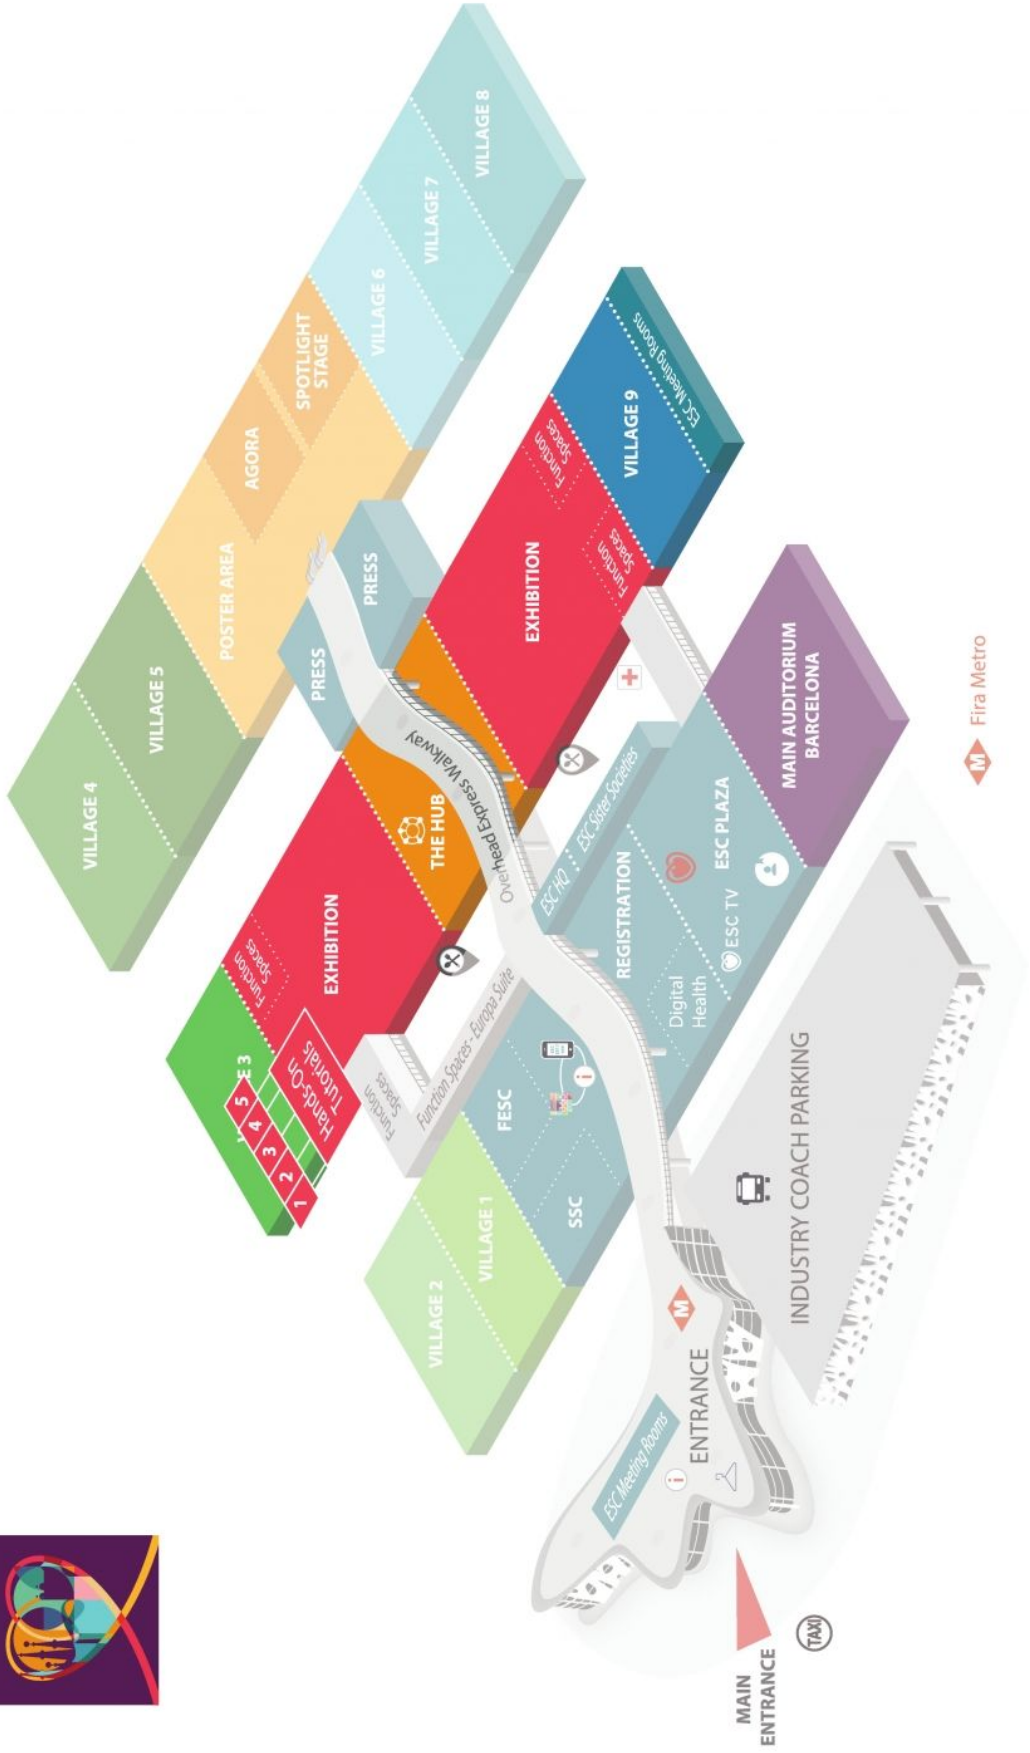 VILLAGE 4
VILLAGE 5
POSTER AREA
AGORA
SPOTLIGHT
STAGE
VILLAGE 6
VILLAGE 7
VILLAGE 8
E 3
5
4
3
2
1
Hands-On
Tutorials
Function
Spaces
EXHIBITION
THE HUB
PRESS
PRESS
Overhead Express Walkway
EXHIBITION
Function
Spaces
Function
Spaces
VILLAGE 9
ESC Meeting Rooms
Function
Spaces
Function Spaces - Europa Suite
VILLAGE 2
VILLAGE 1
FESC
SSC
i
ESC HQ
ESC Sister Societies
REGISTRATION
Digital
Health
ESC TV
ESC PLAZA
MAIN AUDITORIUM
BARCELONA
ESC Meeting Rooms
i
ENTRANCE
M
INDUSTRY COACH PARKING
MAIN
ENTRANCE
TAXI
M Fira Metro